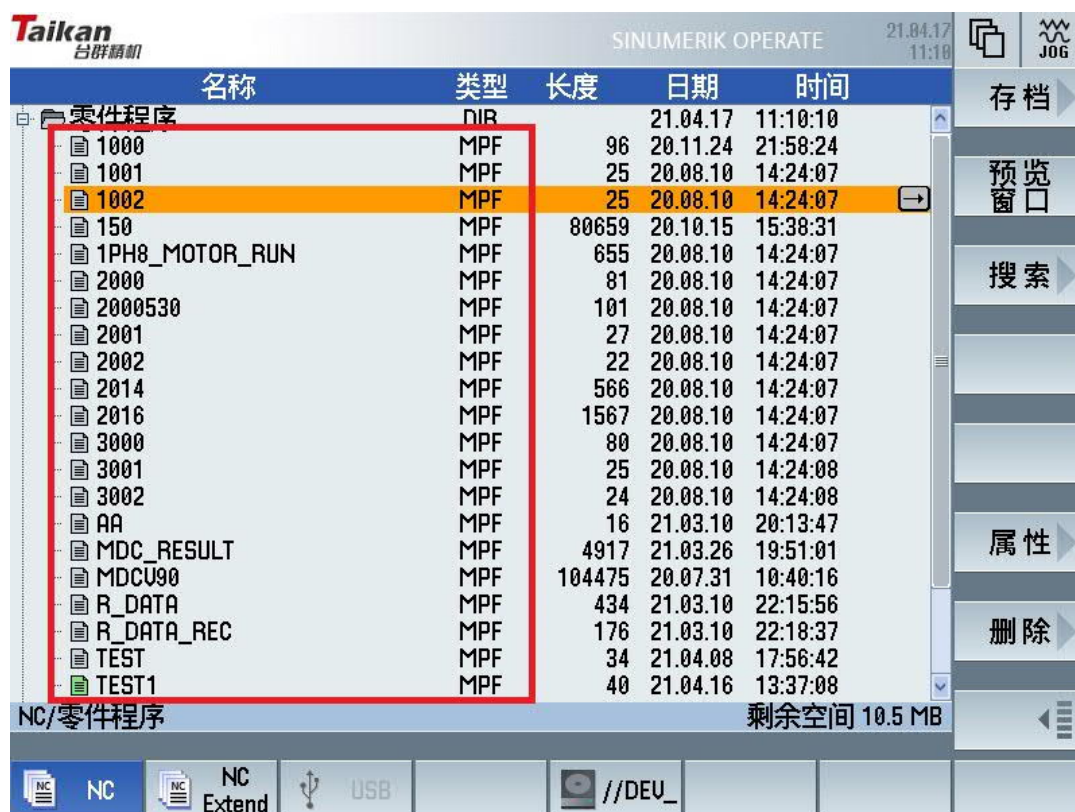 Taikan
台群精机
SINUMERIK OPERATE
21.04.17
11:10
JOG
名称 类型 长度 日期 时间
零件程序 DIR 21.04.17 11:10:10
1000 MPF 96 20.11.24 21:58:24
1001 MPF 25 20.08.10 14:24:07
1002 MPF 25 20.08.10 14:24:07
150 MPF 80659 20.10.15 15:38:31
1PH8_MOTOR_RUN MPF 655 20.08.10 14:24:07
2000 MPF 81 20.08.10 14:24:07
2000530 MPF 101 20.08.10 14:24:07
2001 MPF 27 20.08.10 14:24:07
2002 MPF 22 20.08.10 14:24:07
2014 MPF 566 20.08.10 14:24:07
2016 MPF 1567 20.08.10 14:24:07
3000 MPF 80 20.08.10 14:24:07
3001 MPF 25 20.08.10 14:24:08
3002 MPF 24 20.08.10 14:24:08
AA MPF 16 21.03.10 20:13:47
MDC_RESULT MPF 4917 21.03.26 19:51:01
MDCV90 MPF 104475 20.07.31 10:40:16
R_DATA MPF 434 21.03.10 22:15:56
R_DATA_REC MPF 176 21.03.10 22:18:37
TEST MPF 34 21.04.08 17:56:42
TEST1 MPF 40 21.04.16 13:37:08
NC/零件程序 剩余空间 10.5 MB
存档
预览
窗口
搜索
属性
删除
NC
NC
Extend
USB
//DEV_